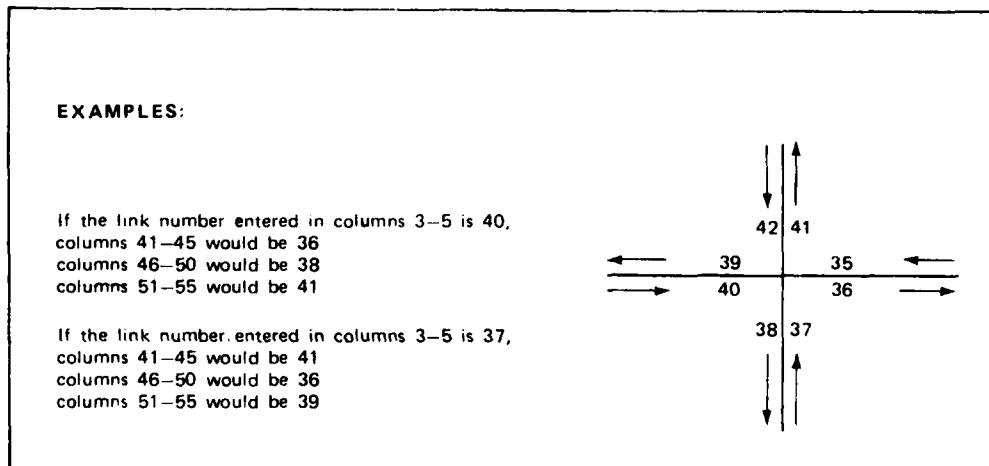 EXAMPLES:
If the link number entered in columns 3–5 is 40,
columns 41–45 would be 36
columns 46–50 would be 38
columns 51–55 would be 41
If the link number entered in columns 3–5 is 37,
columns 41–45 would be 41
columns 46–50 would be 36
columns 51–55 would be 39
42 41
39 35
40 36
38 37